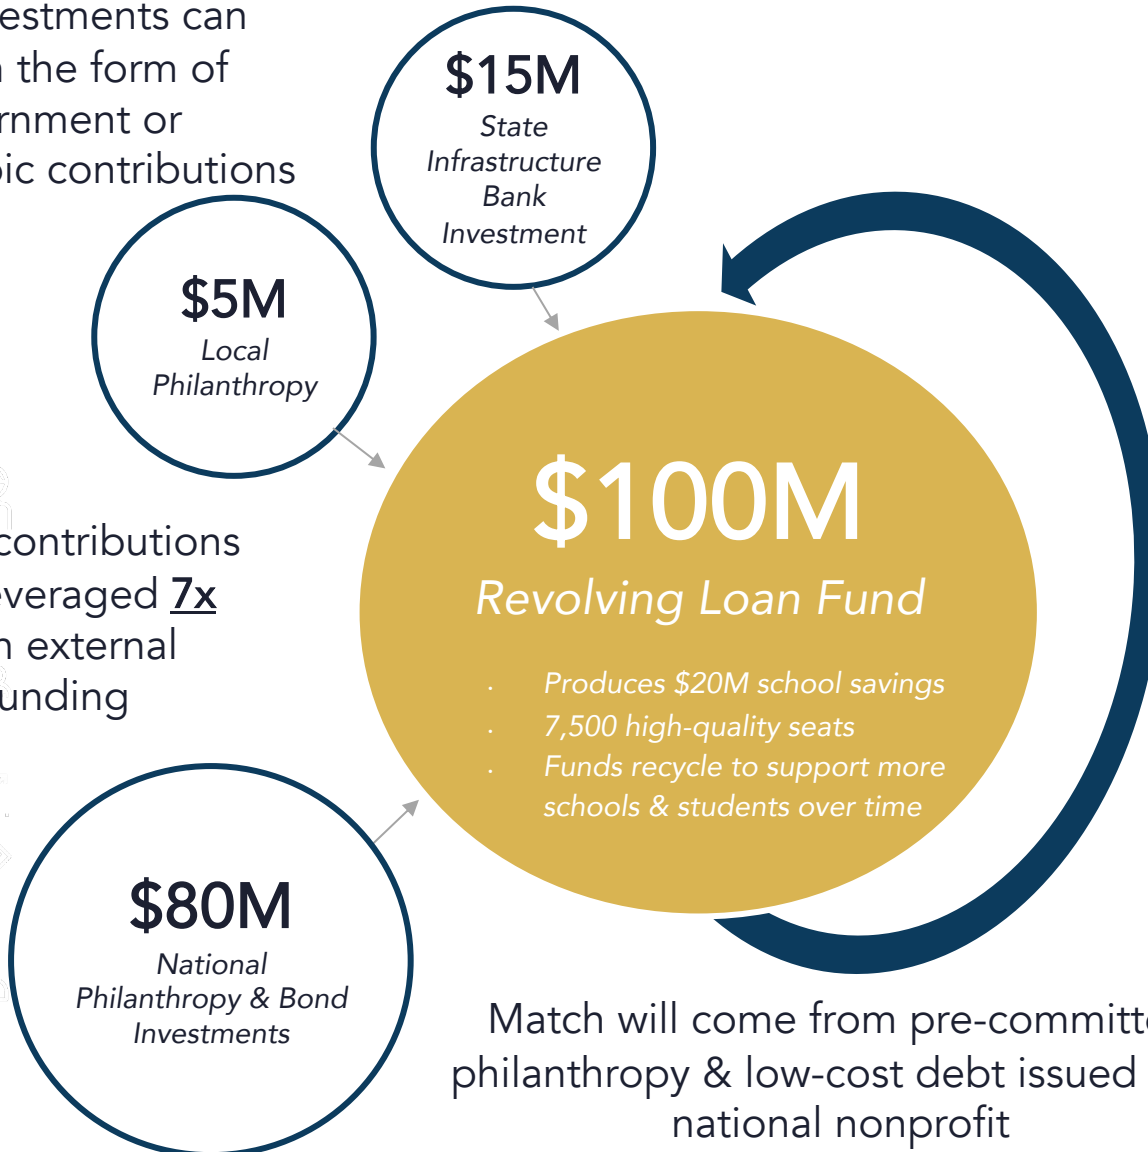 estments can
the form of
rnment or
ic contributions
$15M
State
Infrastructure
Bank
Investment
$5M
Local
Philanthropy
contributions
everaged 7x
external
unding
$100M
Revolving Loan Fund
. Produces $20M school savings
. 7,500 high-quality seats
. Funds recycle to support more
schools & students over time
$80M
National
Philanthropy & Bond
Investments
Match will come from pre-committ
philanthropy & low-cost debt issued
national nonprofit